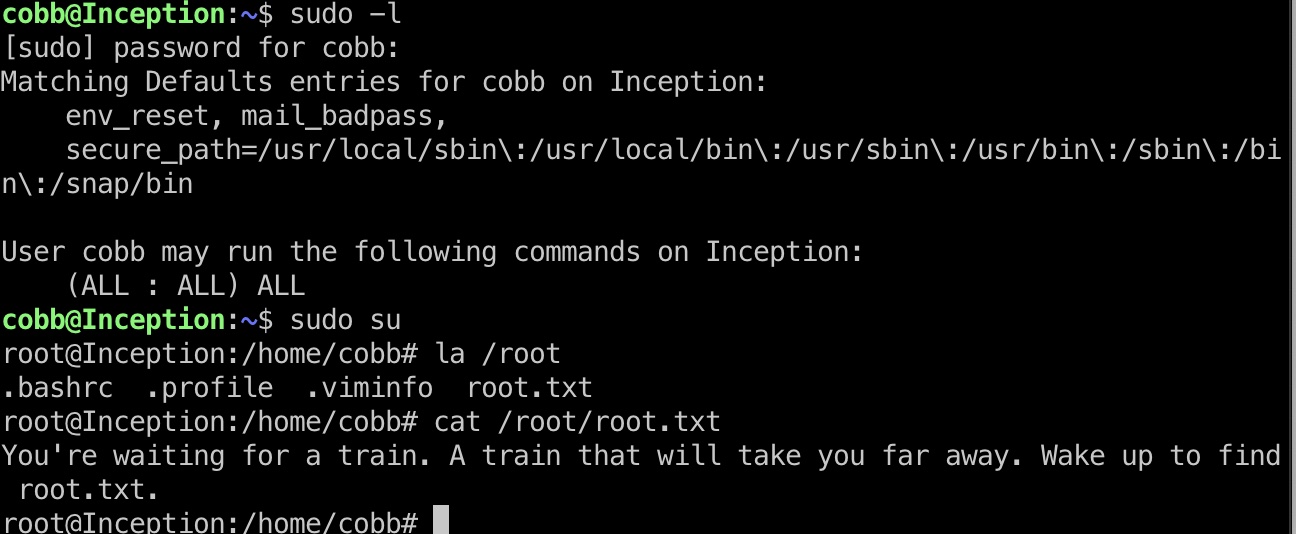 cobb@Inception:~$ sudo -l
[sudo] password for cobb:
Matching Defaults entries for cobb on Inception:
    env_reset, mail_badpass,
    secure_path=/usr/local/sbin\:/usr/local/bin\:/usr/sbin\:/usr/bin\:/sbin\:/bi
n\:/snap/bin

User cobb may run the following commands on Inception:
    (ALL : ALL) ALL
cobb@Inception:~$ sudo su
root@Inception:/home/cobb# la /root
.bashrc  .profile  .viminfo  root.txt
root@Inception:/home/cobb# cat /root/root.txt
You're waiting for a train. A train that will take you far away. Wake up to find
 root.txt.
root@Inception:/home/cobb#